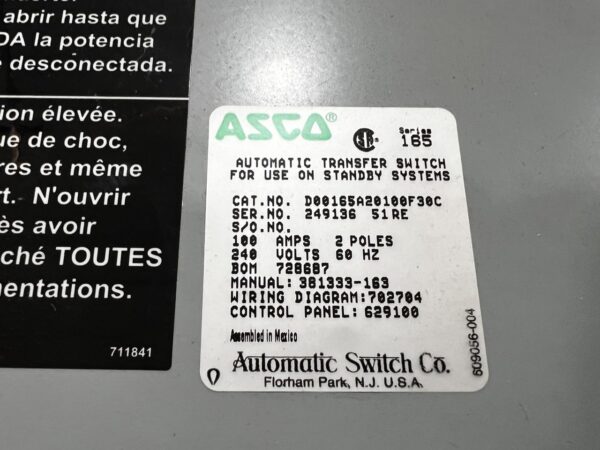 abrir hasta que
DA la potencia
desconectada.
ion élevée.
ue de choc,
res et même
rt. N'ouvrir
ès avoir
ché TOUTES
mentations.
711841
ASCO®
Series
165
AUTOMATIC TRANSFER SWITCH
FOR USE ON STANDBY SYSTEMS
CAT.NO. D00165A20100F30C
SER.NO. 249136 51RE
S/O.NO.
100 AMPS 2 POLES
240 VOLTS 60 HZ
BOM 728687
MANUAL: 381333-163
WIRING DIAGRAM:702704
CONTROL PANEL: 629100
Assembled in Mexico
Automatic Switch Co.
Florham Park, N.J. U.S.A.
609056-004